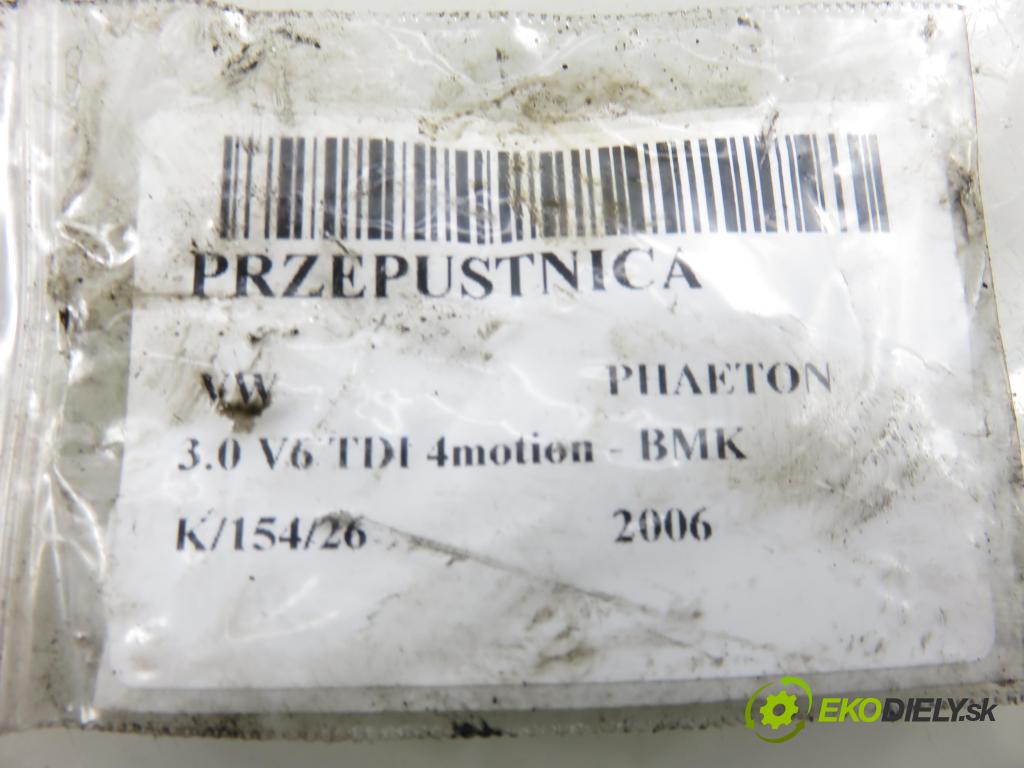 PRZEPUSTNICA
VW PHAETON
3.0 V6 TDI 4motion - BMK
K/154/26 2006
EKODIELY.sk